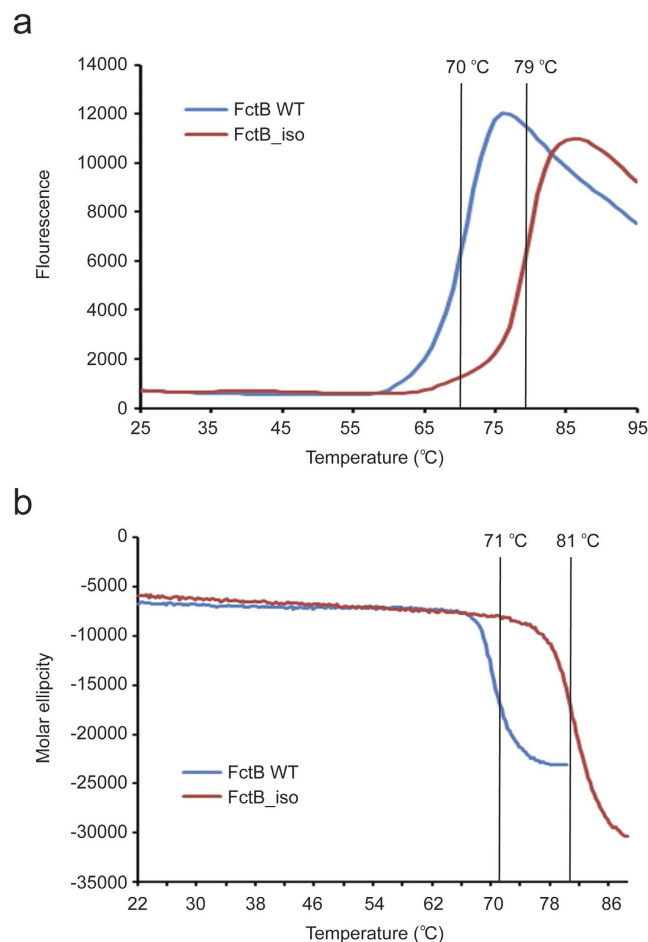 a
70 °C 79 °C
14000
12000
10000
8000
6000
4000
2000
0
Flourescence
FctB WT
FctB_iso
25 35 45 55 65 75 85 95
Temperature (°C)
b
71 °C 81 °C
0
-5000
-10000
-15000
-20000
-25000
-30000
-35000
Molar ellipcity
FctB WT
FctB_iso
22 30 38 46 54 62 70 78 86
Temperature (°C)